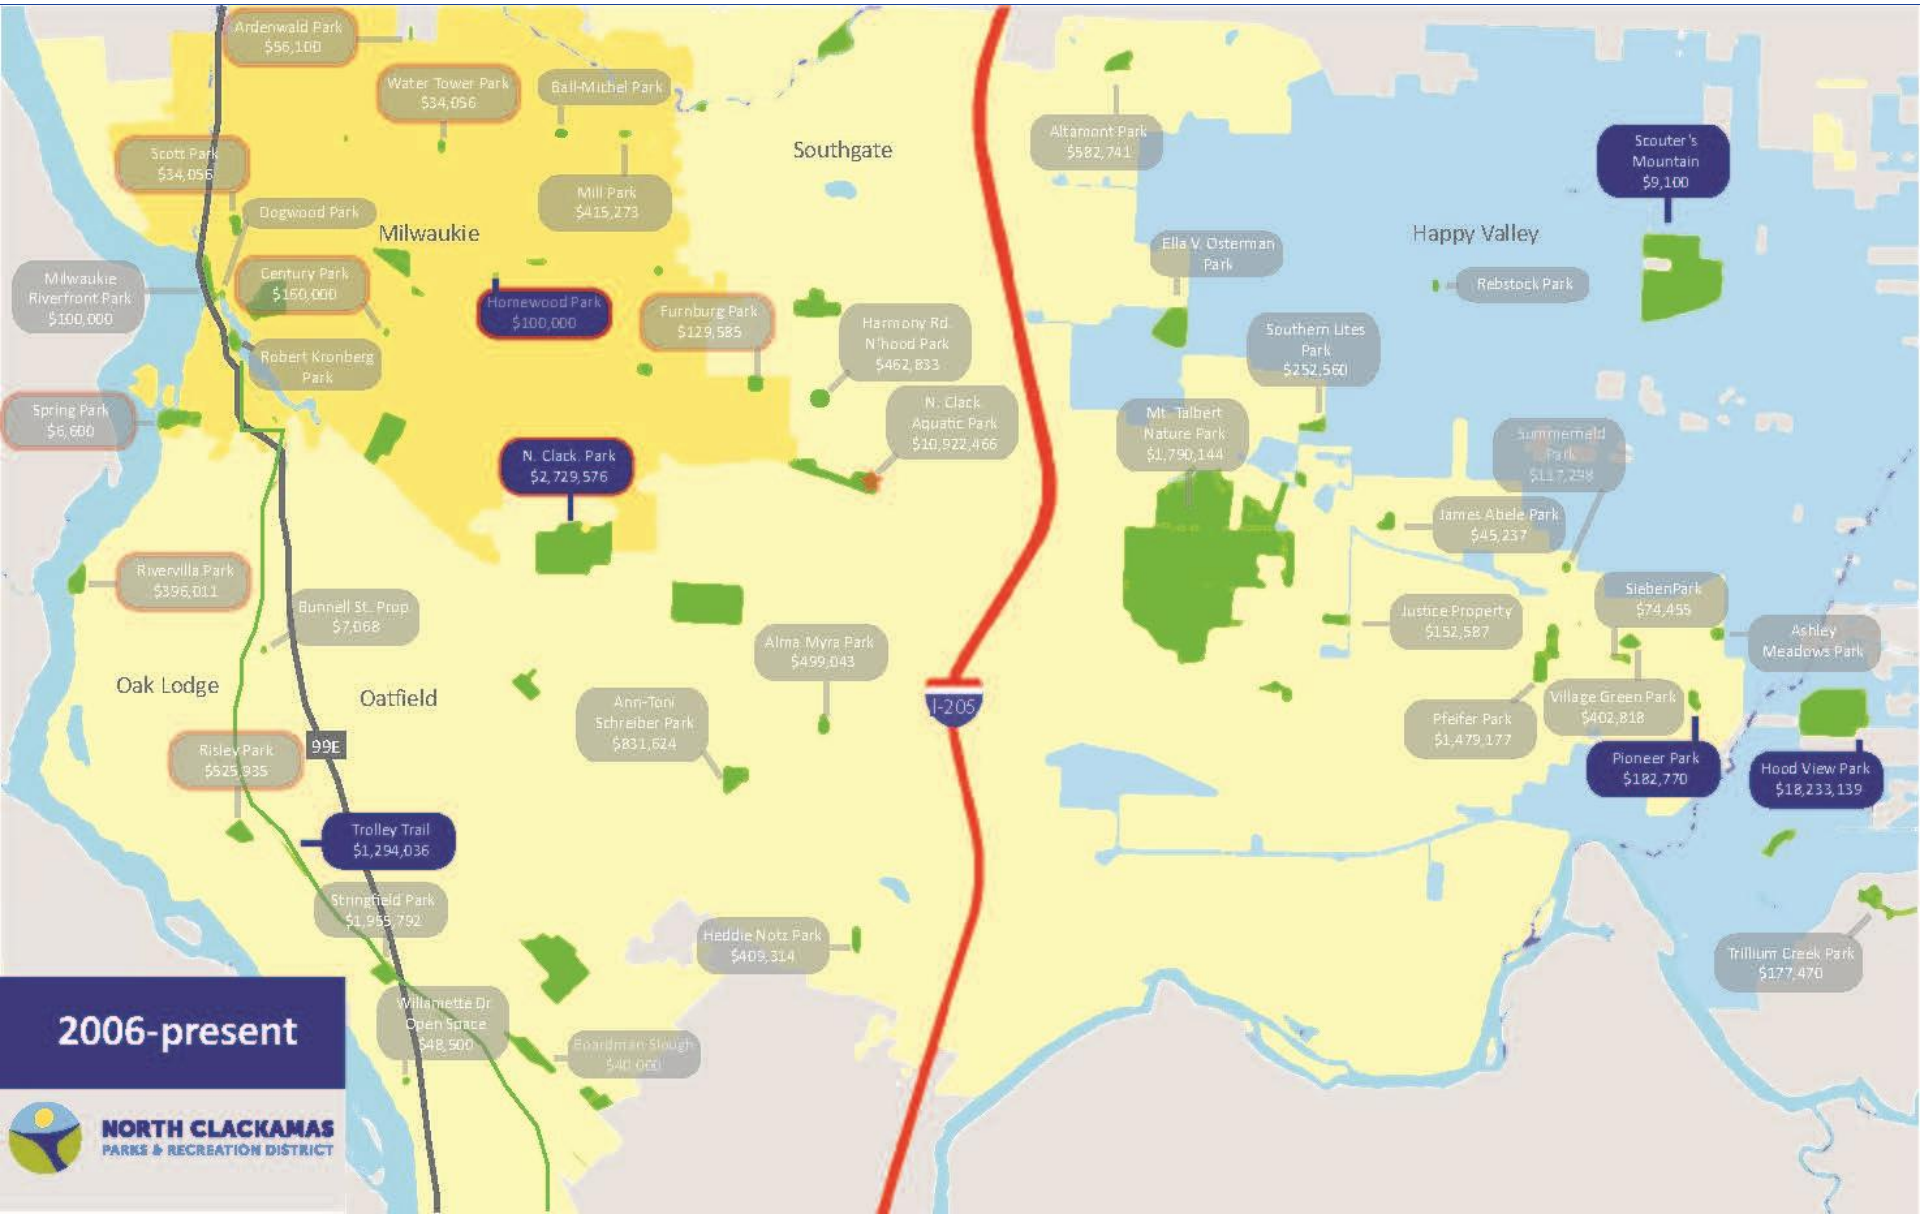 Ardenwald Park
$56,100
Water Tower Park
$34,056
Ball-Michel Park
Southgate
Altamont Park
$582,741
Scouter's
Mountain
$9,100
Scott Park
$34,056
Mill Park
$415,273
Dogwood Park
Milwaukie
Happy Valley
Ella V. Osterman
Park
Milwaukie
Riverfront Park
$100,000
Century Park
$160,000
Homewood Park
$100,000
Furnburg Park
$129,585
Harmony Rd.
N'hood Park
$462,833
Rebstock Park
Southern Lites
Park
$252,560
Robert Kronberg
Park
Spring Park
$6,600
N. Clack
Aquatic Park
$10,922,466
Mt. Talbert
Nature Park
$1,790,144
Summerfield
Park
$117,298
N. Clack. Park
$2,729,576
James Abele Park
$45,237
Rivervilla Park
$396,011
Bunnell St. Prop
$7,068
Justice Property
$152,587
SiebenPark
$74,455
Ashley
Meadows Park
Alma Myra Park
$499,043
Oak Lodge
Oatfield
Ann-Toni
Schreiber Park
$831,624
I-205
Pfeifer Park
$1,479,177
Village Green Park
$402,818
Risley Park
$525,935
99E
Pioneer Park
$182,770
Hood View Park
$18,233,139
Trolley Trail
$1,294,036
Stringfield Park
$1,955,792
Heddie Notz Park
$409,314
Trillium Creek Park
$177,470
Willamette Dr.
Open Space
$48,500
Boardman Slough
$40,000
2006-present
NORTH CLACKAMAS
PARKS & RECREATION DISTRICT